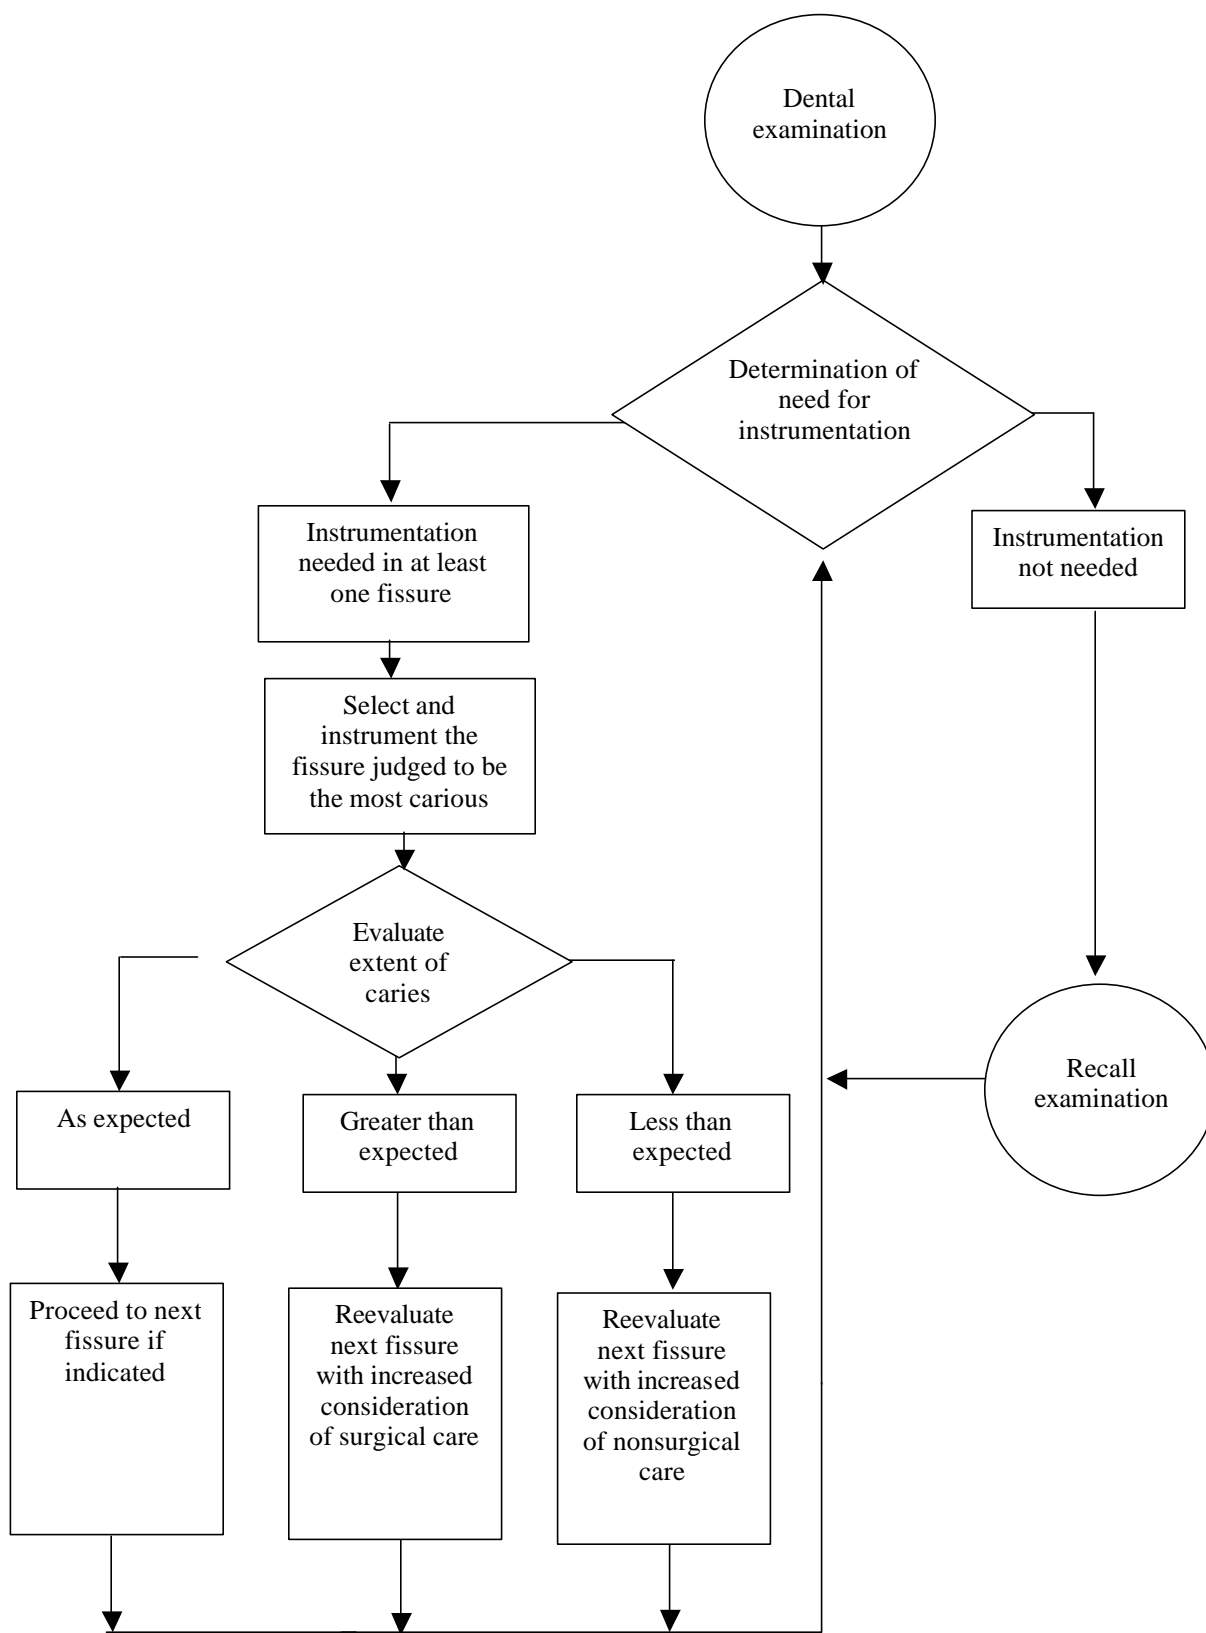 Dental
examination
Determination of
need for
instrumentation
Instrumentation
needed in at least
one fissure
Instrumentation
not needed
Select and
instrument the
fissure judged to be
the most carious
Evaluate
extent of
caries
Recall
examination
As expected
Greater than
expected
Less than
expected
Proceed to next
fissure if
indicated
Reevaluate
next fissure
with increased
consideration
of surgical care
Reevaluate
next fissure
with increased
consideration
of nonsurgical
care